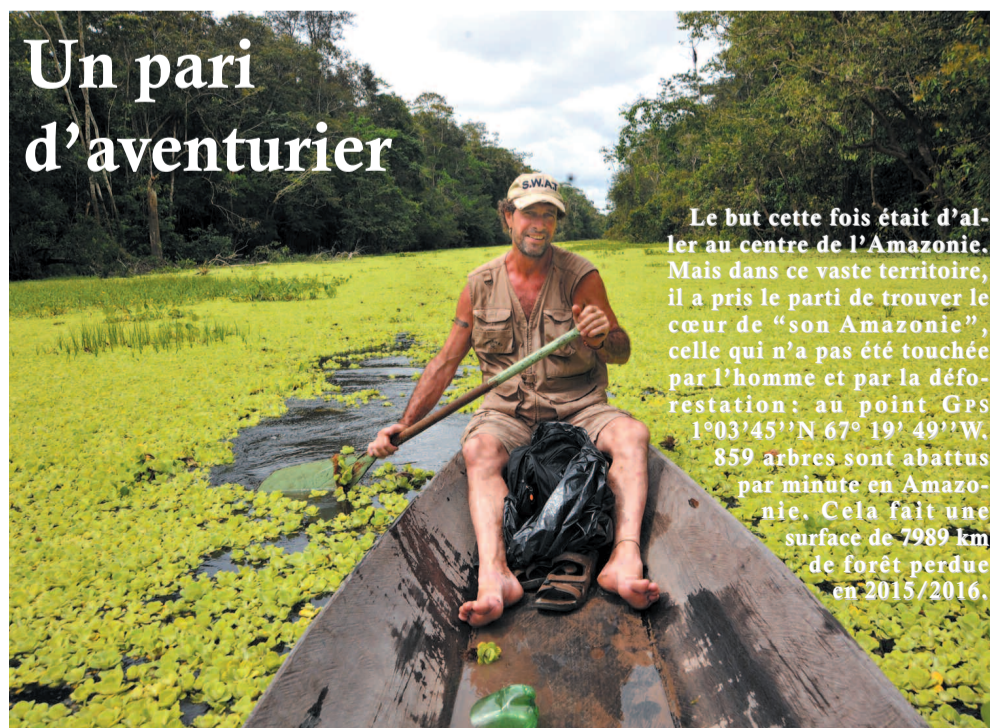 Un pari
d’aventurier
S.W.A.T
Le but cette fois était d’al-
ler au centre de l’Amazonie.
Mais dans ce vaste territoire,
il a pris le parti de trouver le
cœur de “son Amazonie”,
celle qui n’a pas été touchée
par l’homme et par la défo-
restation: au point GPS
1°03’45’’N 67° 19’ 49’’W.
859 arbres sont abattus
par minute en Amazo-
nie. Cela fait une
surface de 7989 km
de forêt perdue
en 2015/2016.